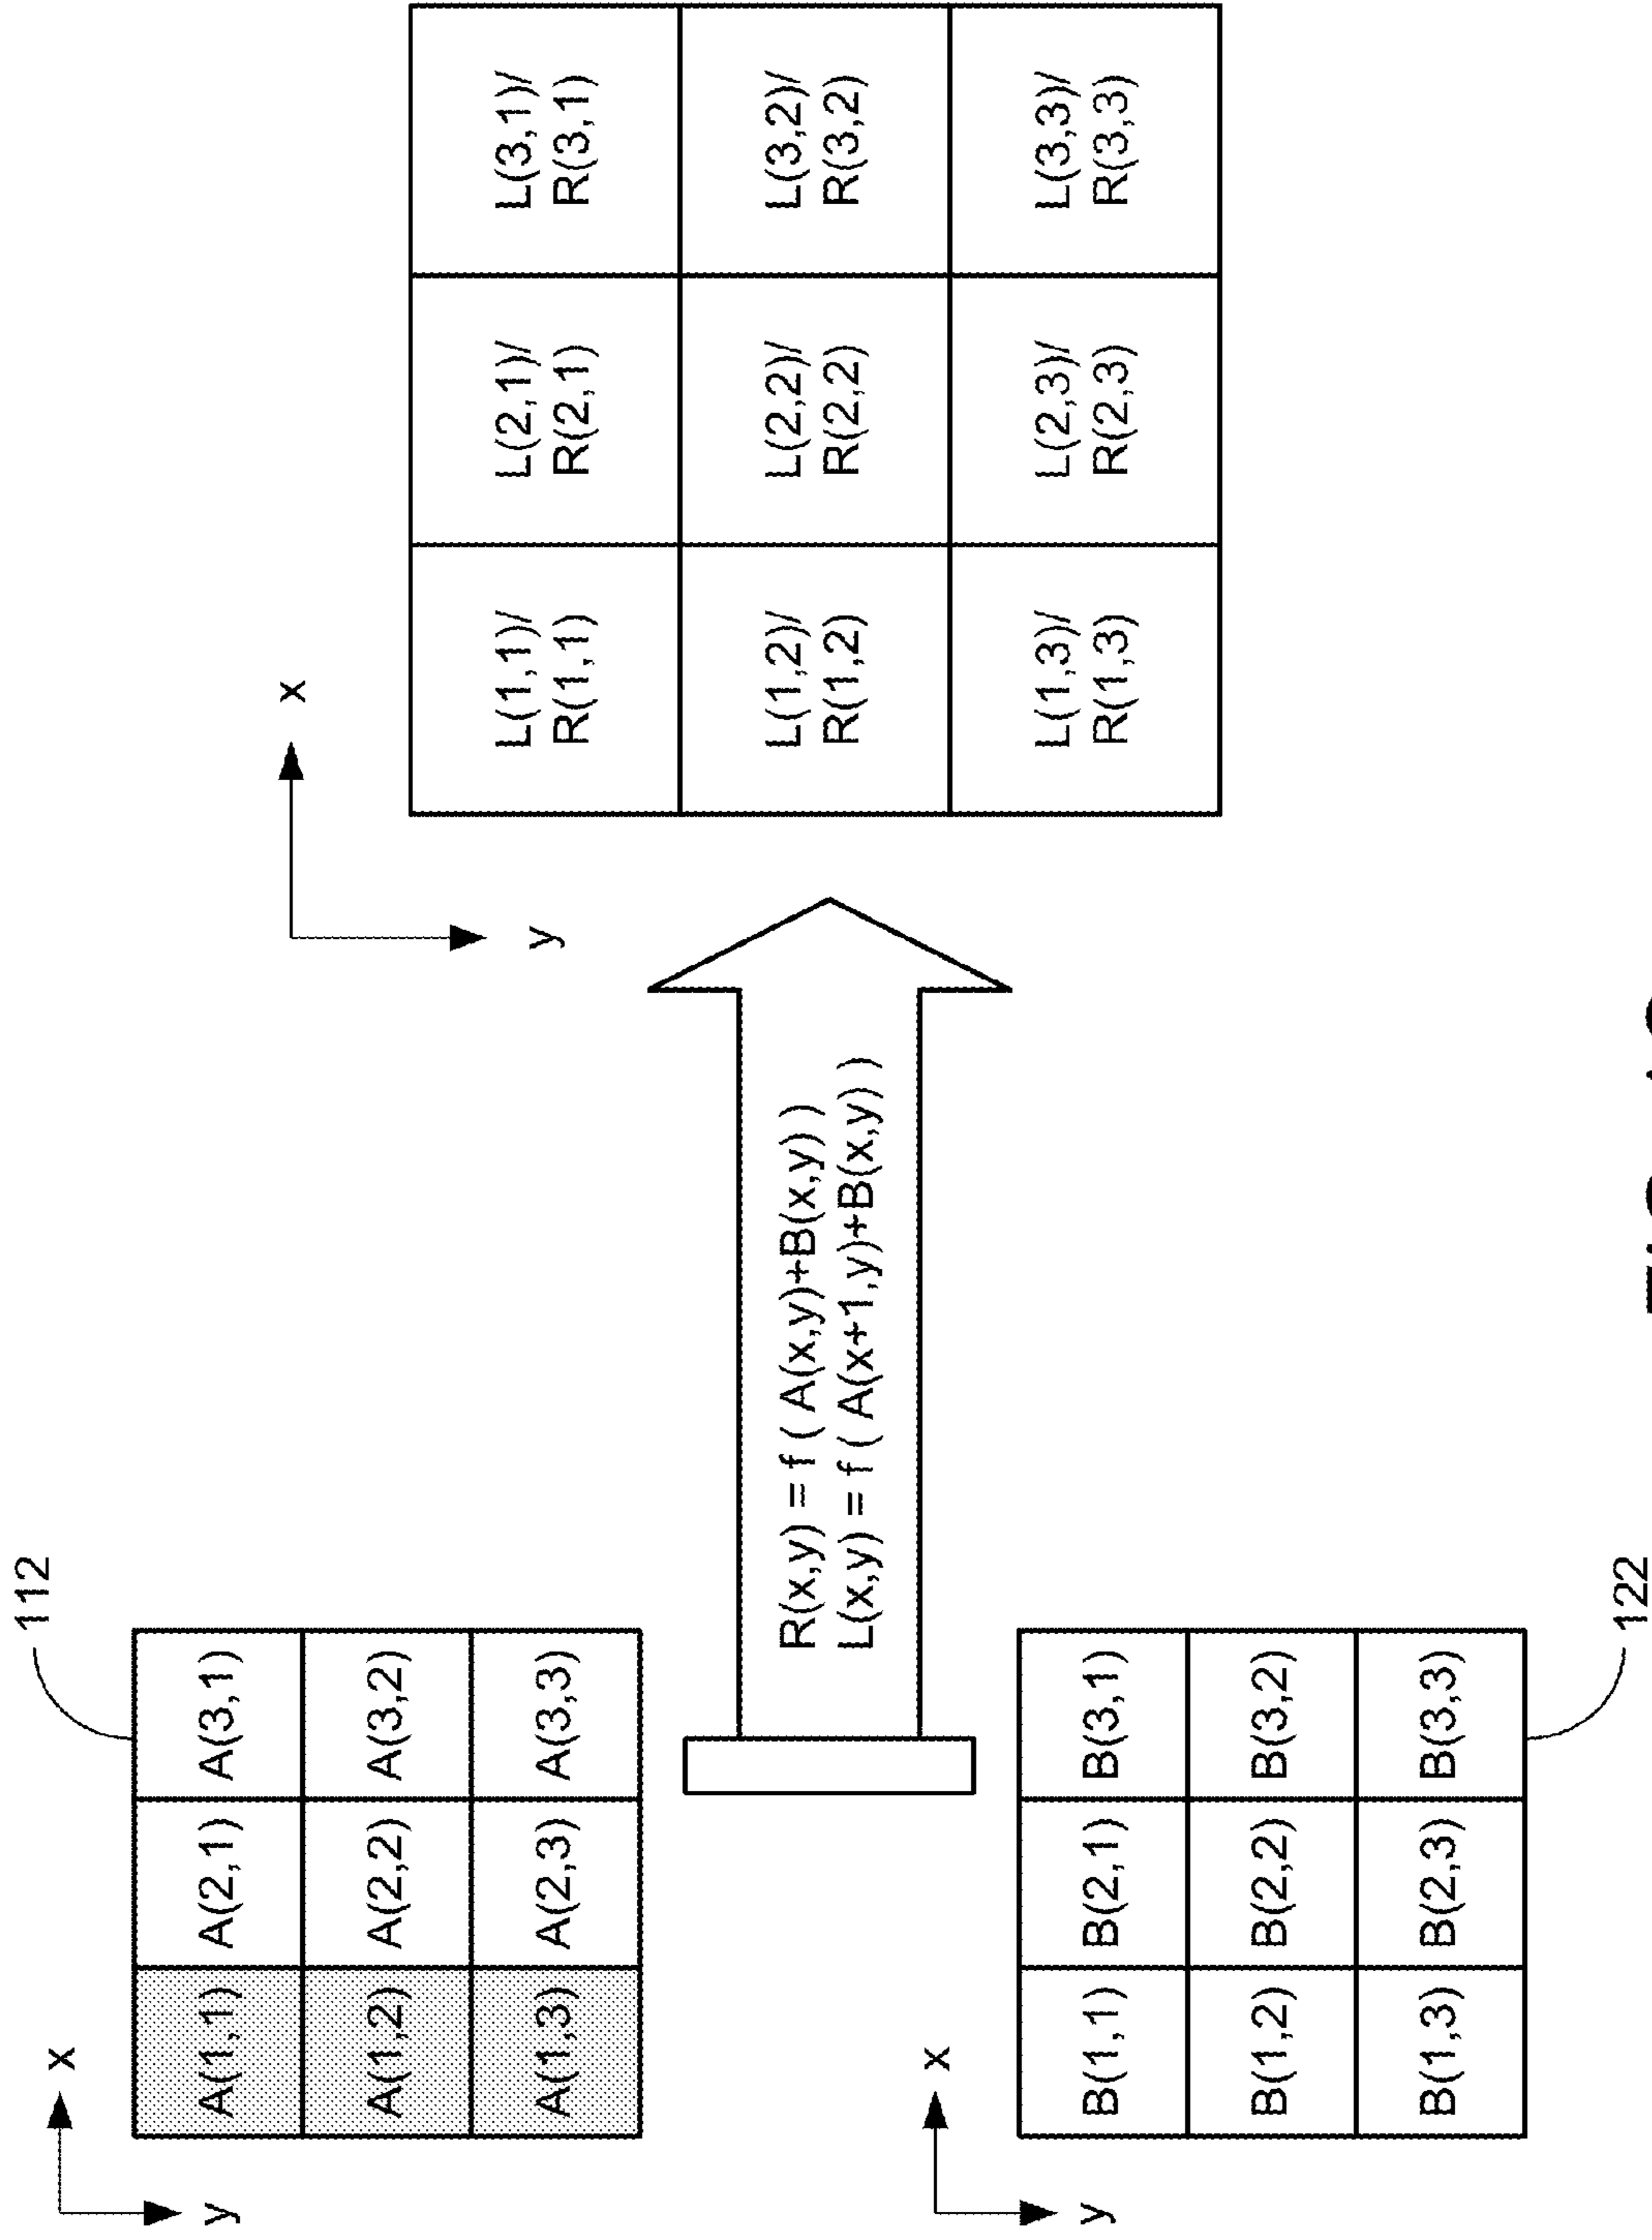 112
x
y
A(1,1) A(2,1) A(3,1)
A(1,2) A(2,2) A(3,2)
A(1,3) A(2,3) A(3,3)
R(x,y) = f ( A(x,y)+B(x,y) )
L(x,y) = f ( A(x+1,y)+B(x,y) )
x
y
B(1,1) B(2,1) B(3,1)
B(1,2) B(2,2) B(3,2)
B(1,3) B(2,3) B(3,3)
122
x
y
L(1,1)/ L(2,1)/ L(3,1)/
R(1,1) R(2,1) R(3,1)
L(1,2)/ L(2,2)/ L(3,2)/
R(1,2) R(2,2) R(3,2)
L(1,3)/ L(2,3)/ L(3,3)/
R(1,3) R(2,3) R(3,3)